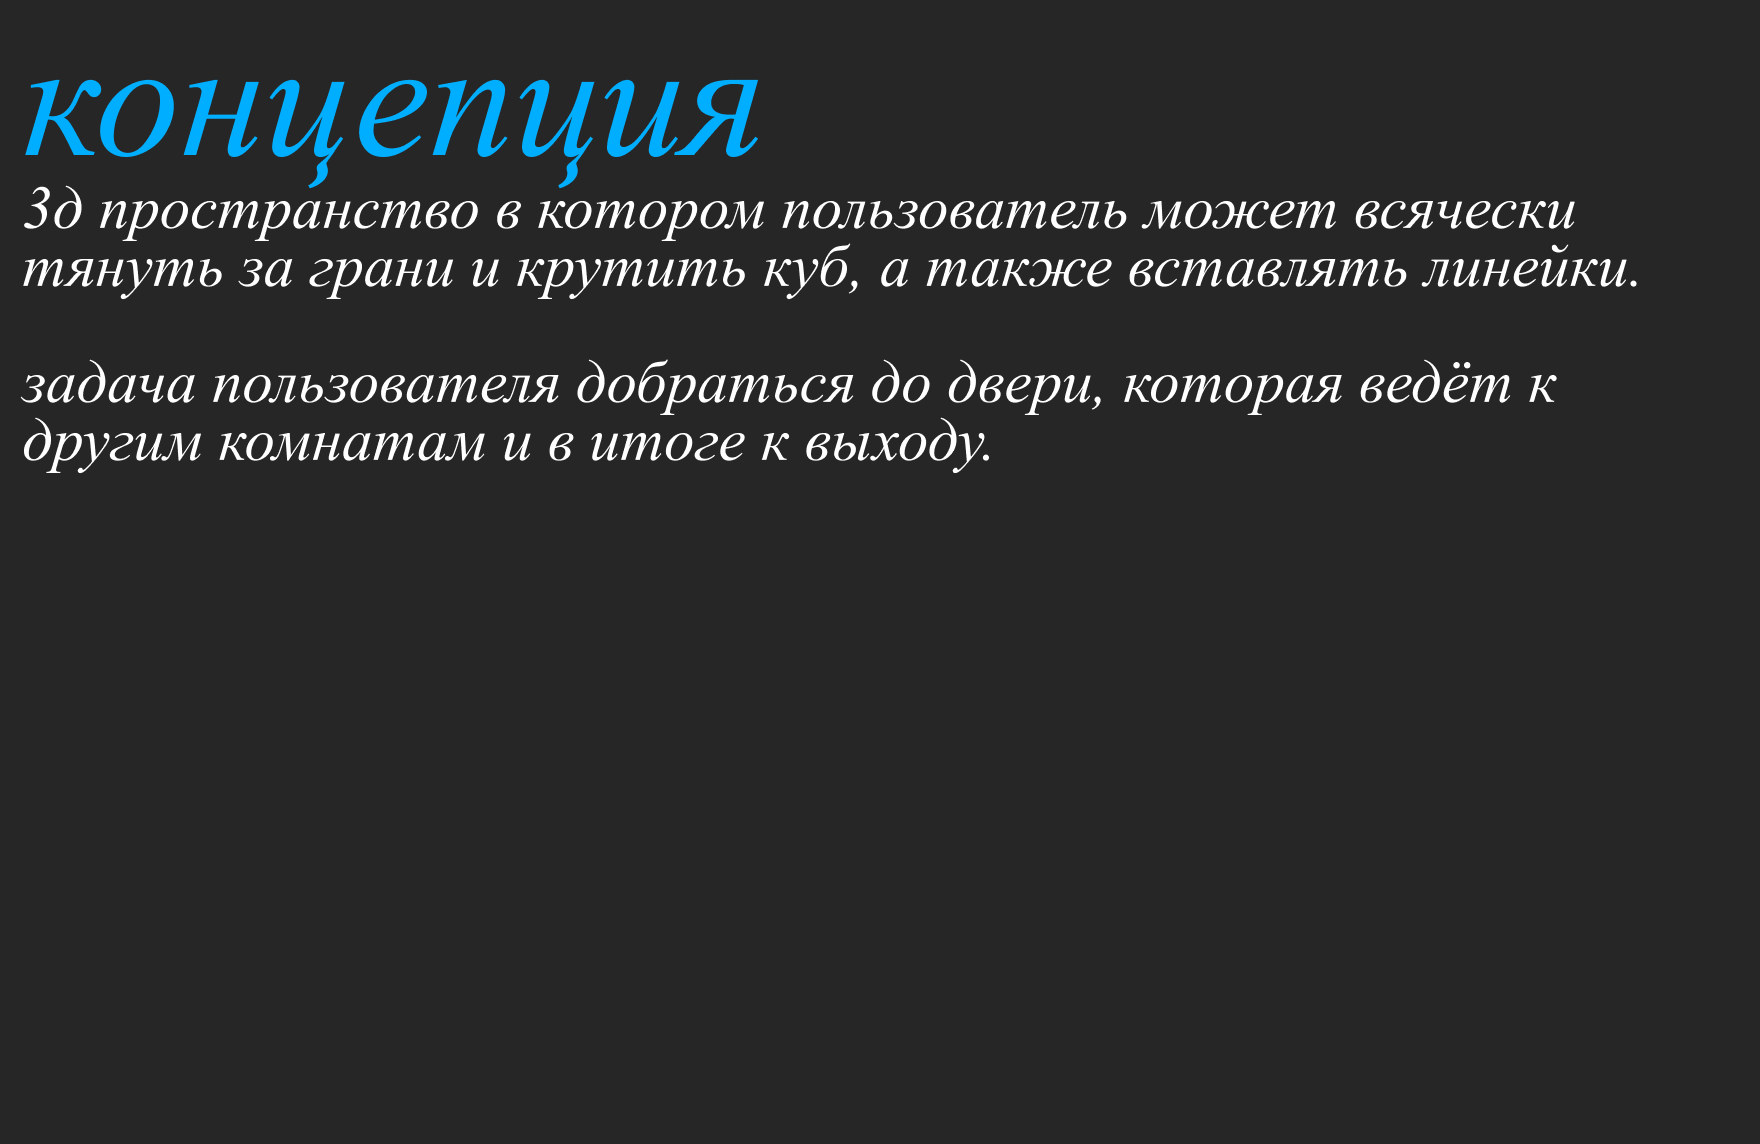 концепция
3д пространство в котором пользователь может всячески
тянуть за грани и крутить куб, а также вставлять линейки.
задача пользователя добраться до двери, которая ведёт к
другим комнатам и в итоге к выходу.